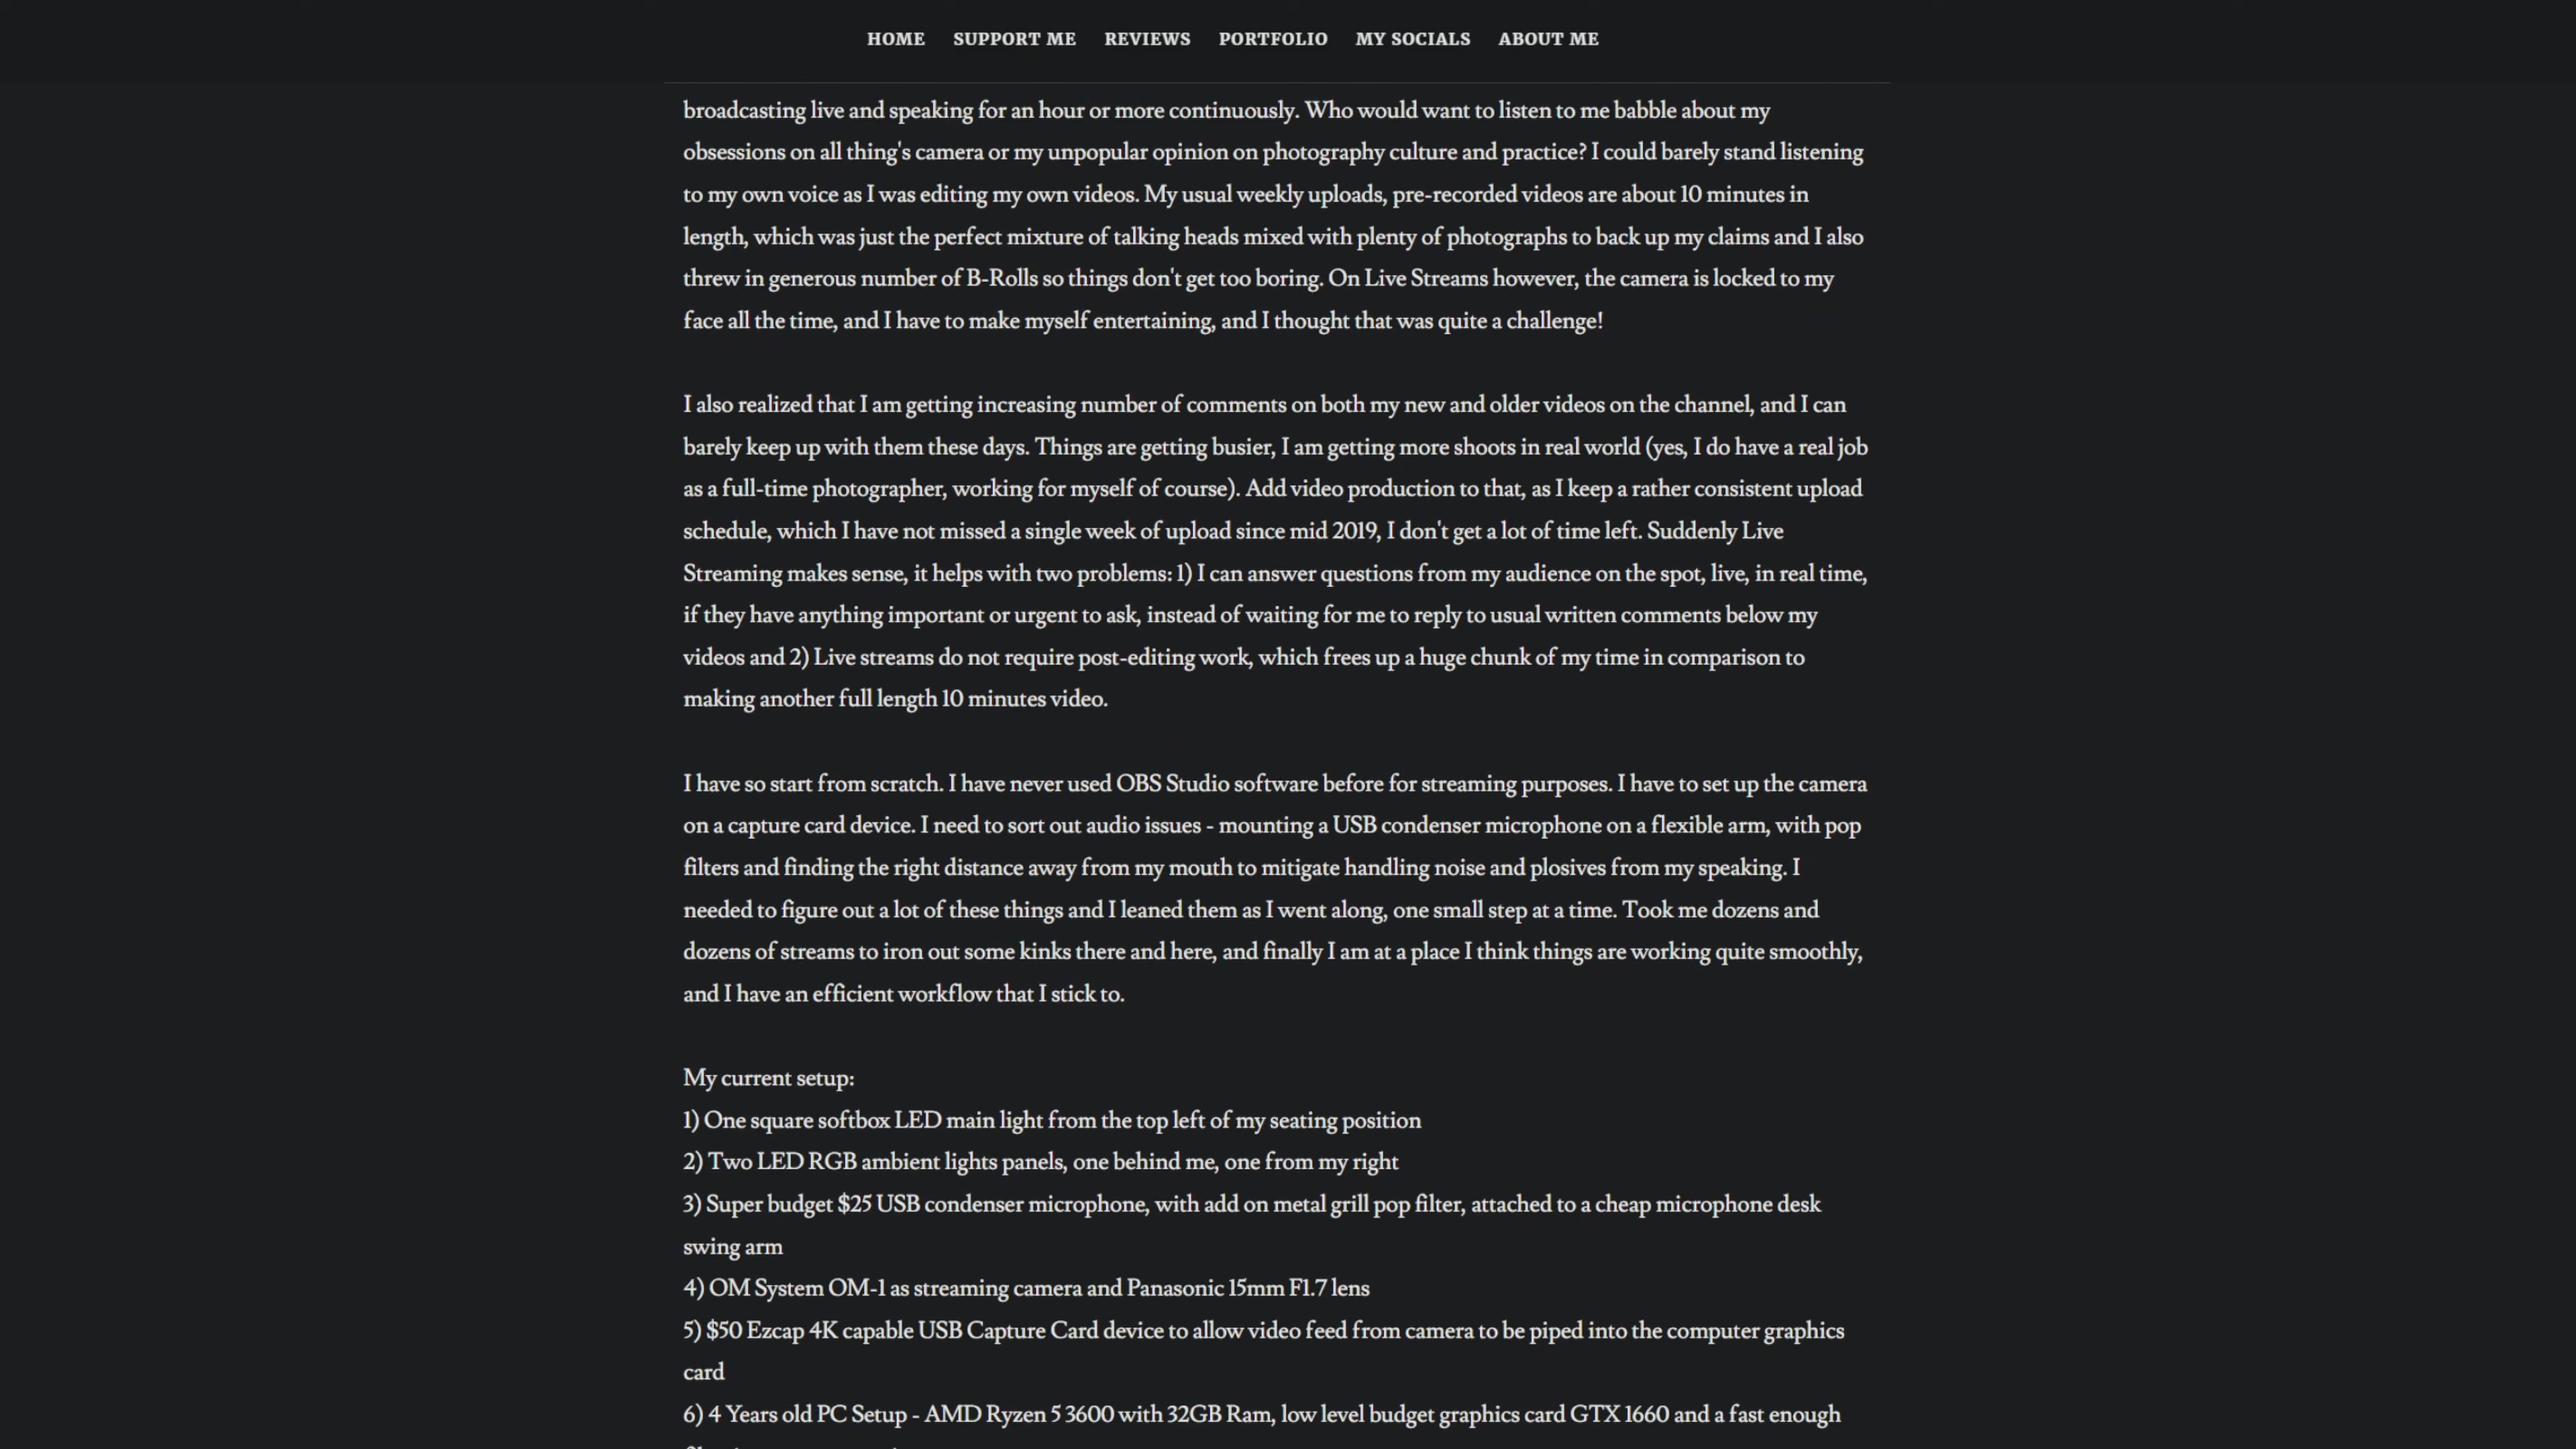 HOME SUPPORT ME REVIEWS PORTFOLIO MY SOCIALS ABOUT ME
broadcasting live and speaking for an hour or more continuously. Who would want to listen to me babble about my
obsessions on all thing's camera or my unpopular opinion on photography culture and practice? I could barely stand listening
to my own voice as I was editing my own videos. My usual weekly uploads, pre-recorded videos are about 10 minutes in
length, which was just the perfect mixture of talking heads mixed with plenty of photographs to back up my claims and I also
threw in generous number of B-Rolls so things don't get too boring. On Live Streams however, the camera is locked to my
face all the time, and I have to make myself entertaining, and I thought that was quite a challenge!
I also realized that I am getting increasing number of comments on both my new and older videos on the channel, and I can
barely keep up with them these days. Things are getting busier, I am getting more shoots in real world (yes, I do have a real job
as a full-time photographer, working for myself of course). Add video production to that, as I keep a rather consistent upload
schedule, which I have not missed a single week of upload since mid 2019, I don't get a lot of time left. Suddenly Live
Streaming makes sense, it helps with two problems: 1) I can answer questions from my audience on the spot, live, in real time,
if they have anything important or urgent to ask, instead of waiting for me to reply to usual written comments below my
videos and 2) Live streams do not require post-editing work, which frees up a huge chunk of my time in comparison to
making another full length 10 minutes video.
I have so start from scratch. I have never used OBS Studio software before for streaming purposes. I have to set up the camera
on a capture card device. I need to sort out audio issues - mounting a USB condenser microphone on a flexible arm, with pop
filters and finding the right distance away from my mouth to mitigate handling noise and plosives from my speaking. I
needed to figure out a lot of these things and I leaned them as I went along, one small step at a time. Took me dozens and
dozens of streams to iron out some kinks there and here, and finally I am at a place I think things are working quite smoothly,
and I have an efficient workflow that I stick to.
My current setup:
1) One square softbox LED main light from the top left of my seating position
2) Two LED RGB ambient lights panels, one behind me, one from my right
3) Super budget $25 USB condenser microphone, with add on metal grill pop filter, attached to a cheap microphone desk
swing arm
4) OM System OM-1 as streaming camera and Panasonic 15mm F1.7 lens
5) $50 Ezcap 4K capable USB Capture Card device to allow video feed from camera to be piped into the computer graphics
card
6) 4 Years old PC Setup - AMD Ryzen 5 3600 with 32GB Ram, low level budget graphics card GTX 1660 and a fast enough